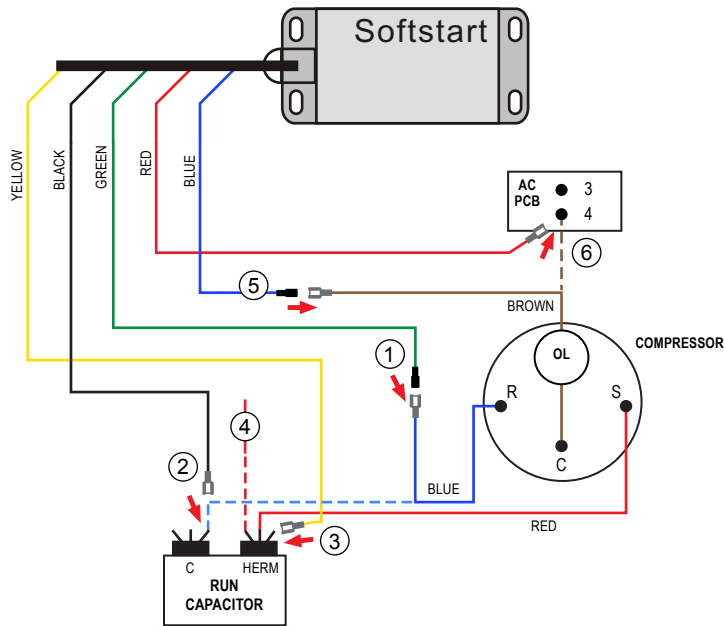 Softstart
YELLOW
BLACK
GREEN
RED
BLUE
AC
PCB
3
4
6
5
BROWN
1
OL
COMPRESSOR
R
S
C
4
2
BLUE
RED
3
C
HERM
RUN
CAPACITOR